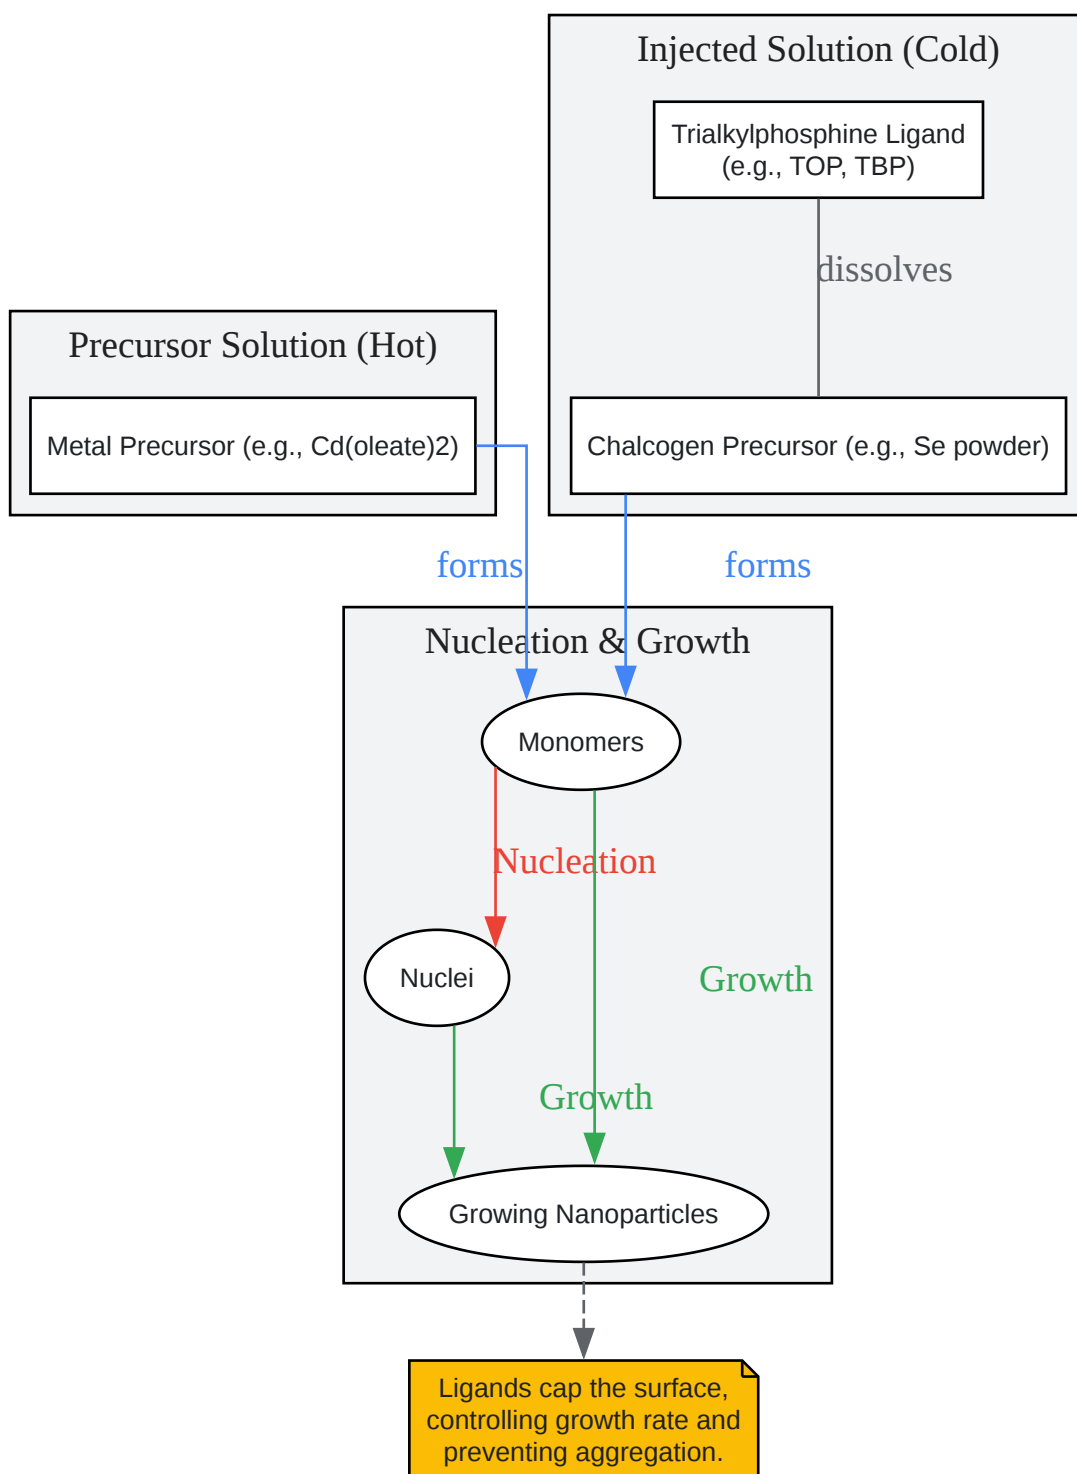 Injected Solution (Cold)
Trialkylphosphine Ligand
(e.g., TOP, TBP)
dissolves
Precursor Solution (Hot)
Metal Precursor (e.g., Cd(oleate)2)
Chalcogen Precursor (e.g., Se powder)
forms
forms
Nucleation & Growth
Monomers
Nucleation
Nuclei
Growth
Growth
Growing Nanoparticles
Ligands cap the surface,
controlling growth rate and
preventing aggregation.